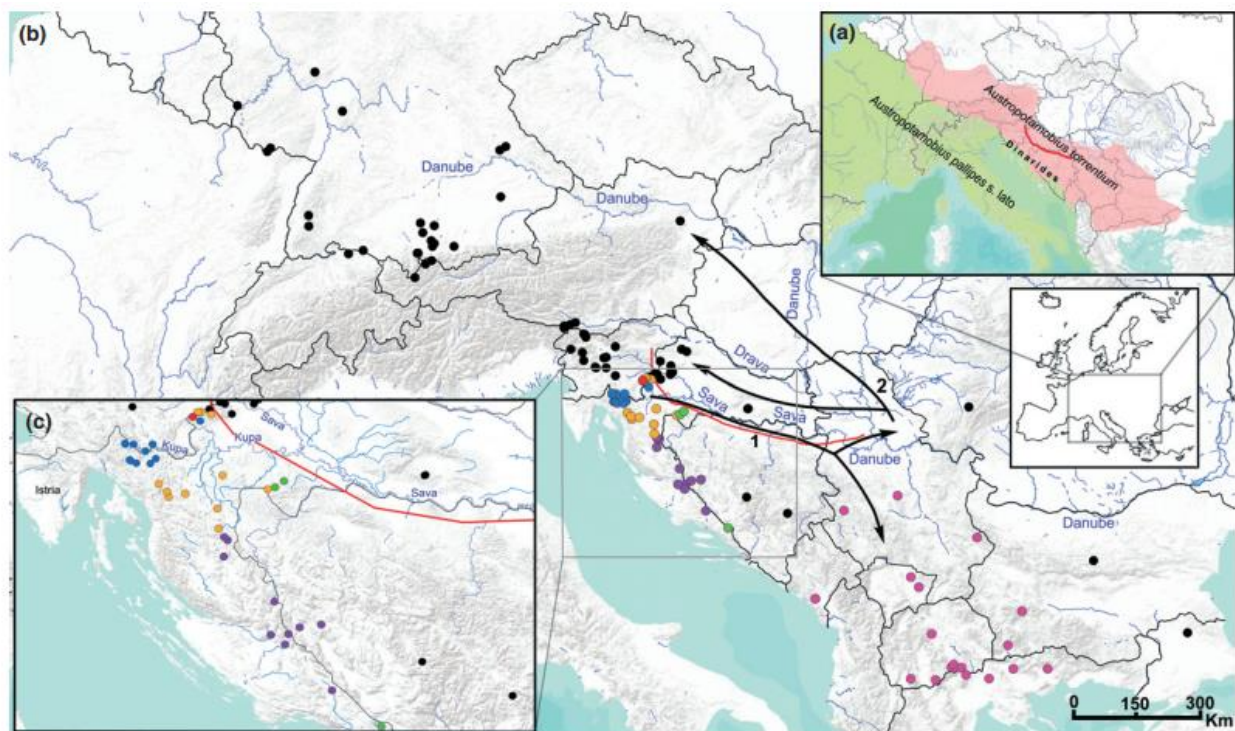 (b)
(a)
Austropotamobius torrentium
Austropotamobius pallipes s. lato
Dinarides
Danube
Danube
Danube
Drava
2
Sava
Sava
1
Danube
Danube
(c)
Sava
Kupa
Kupa
Istria
Sava
0 150 300
Km